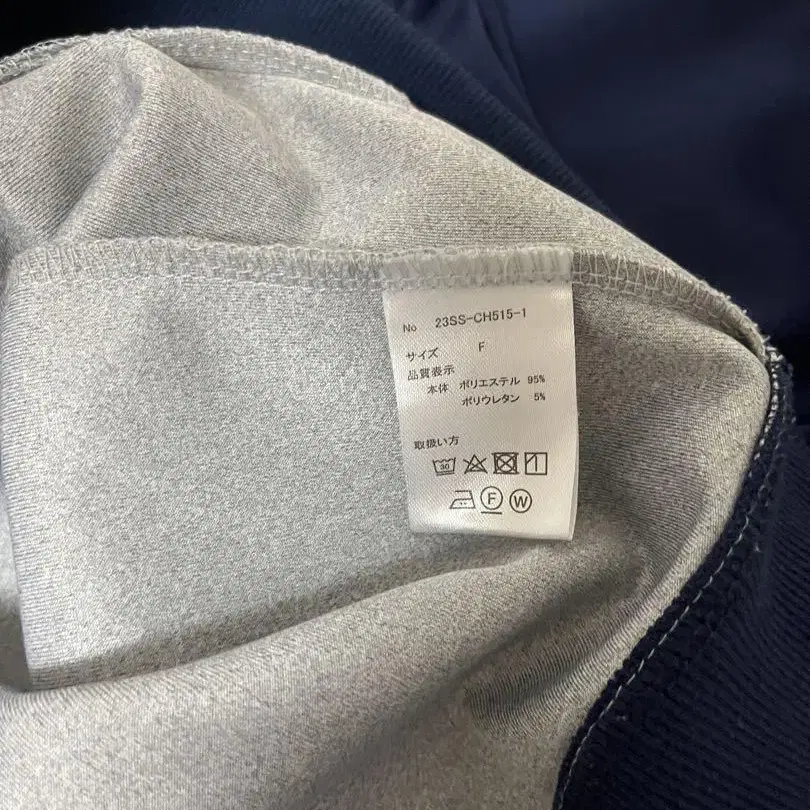 No 23SS-CH515-1
サイズ F
品質表示
本体 ポリエステル 95%
ポリウレタン 5%
取扱い方
30
F W